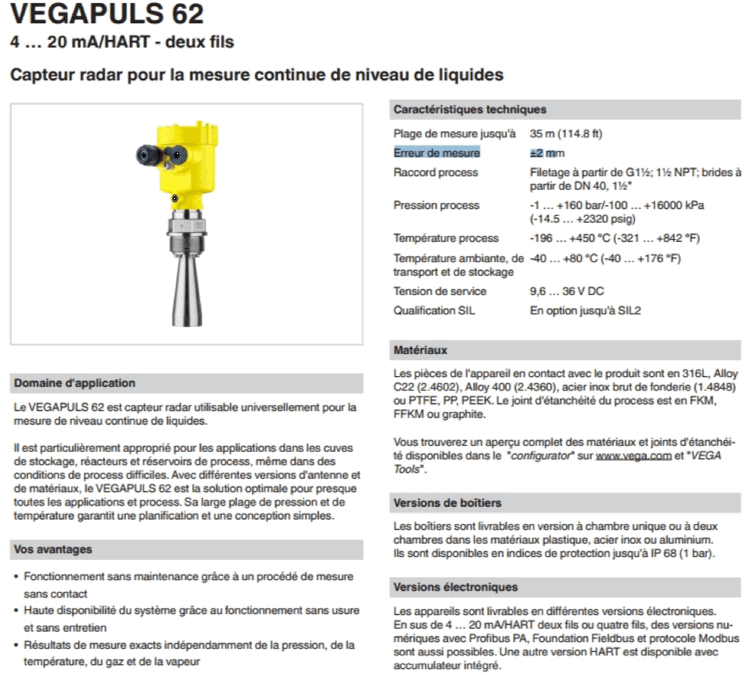 VEGAPULS 62
4 … 20 mA/HART - deux fils
Capteur radar pour la mesure continue de niveau de liquides
Domaine d'application
Le VEGAPULS 62 est capteur radar utilisable universellement pour la
mesure de niveau continue de liquides.
Il est particulièrement approprié pour les applications dans les cuves
de stockage, réacteurs et réservoirs de process, même dans des
conditions de process difficiles. Avec différentes versions d'antenne et
de matériaux, le VEGAPULS 62 est la solution optimale pour presque
toutes les applications et process. Sa large plage de pression et de
température garantit une planification et une conception simples.
Vos avantages
• Fonctionnement sans maintenance grâce à un procédé de mesure
sans contact
• Haute disponibilité du système grâce au fonctionnement sans usure
et sans entretien
• Résultats de mesure exacts indépendamment de la pression, de la
température, du gaz et de la vapeur
Caractéristiques techniques
Plage de mesure jusqu'à 35 m (114.8 ft)
Erreur de mesure ±2 mm
Raccord process Filetage à partir de G1½; 1½ NPT; brides à
partir de DN 40, 1½"
Pression process -1 … +160 bar/-100 … +16000 kPa
(-14.5 … +2320 psig)
Température process -196 … +450 °C (-321 … +842 °F)
Température ambiante, de -40 … +80 °C (-40 … +176 °F)
transport et de stockage
Tension de service 9,6 … 36 V DC
Qualification SIL En option jusqu'à SIL2
Matériaux
Les pièces de l'appareil en contact avec le produit sont en 316L, Alloy
C22 (2.4602), Alloy 400 (2.4360), acier inox brut de fonderie (1.4848)
ou PTFE, PP, PEEK. Le joint d'étanchéité du process est en FKM,
FFKM ou graphite.
Vous trouverez un aperçu complet des matériaux et joints d'étanchéi-
té disponibles dans le "configurator" sur www.vega.com et "VEGA
Tools".
Versions de boîtiers
Les boîtiers sont livrables en version à chambre unique ou à deux
chambres dans les matériaux plastique, acier inox ou aluminium.
Ils sont disponibles en indices de protection jusqu'à IP 68 (1 bar).
Versions électroniques
Les appareils sont livrables en différentes versions électroniques.
En sus de 4 … 20 mA/HART deux fils ou quatre fils, des versions nu-
mériques avec Profibus PA, Foundation Fieldbus et protocole Modbus
sont aussi possibles. Une autre version HART est disponible avec
accumulateur intégré.